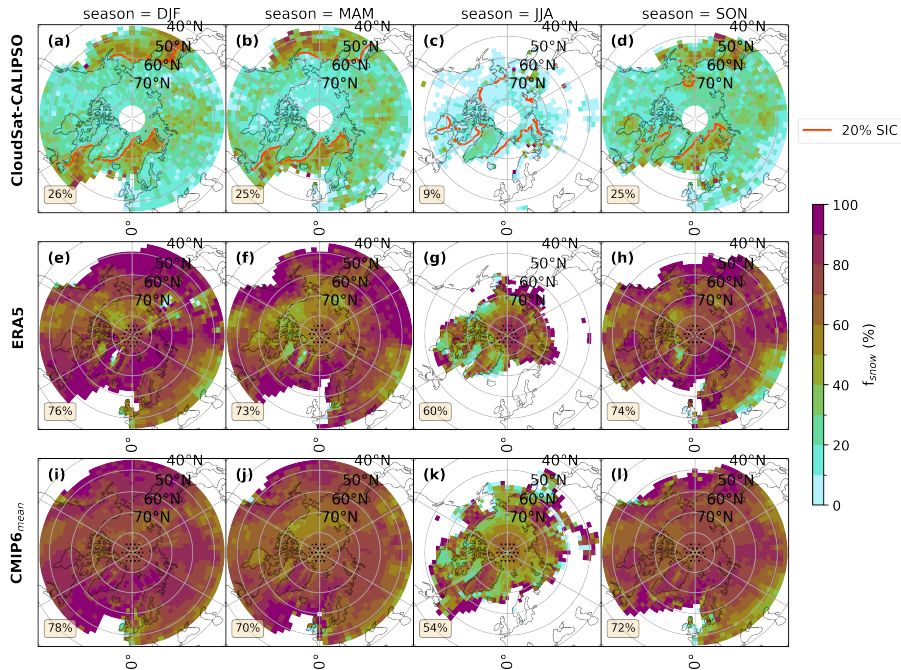 season = DJF
season = MAM
season = JJA
season = SON
CloudSat-CALIPSO
(a)
40°N
50°N
60°N
70°N
26%
0°
(b)
40°N
50°N
60°N
70°N
25%
0°
(c)
40°N
50°N
60°N
70°N
9%
0°
(d)
40°N
50°N
60°N
70°N
25%
0°
20% SIC
ERA5
(e)
40°N
50°N
60°N
70°N
76%
0°
(f)
40°N
50°N
60°N
70°N
73%
0°
(g)
40°N
50°N
60°N
70°N
60%
0°
(h)
40°N
50°N
60°N
70°N
74%
0°
100
80
60
40
20
0
f_snow (%)
CMIP6_mean
(i)
40°N
50°N
60°N
70°N
78%
0°
(j)
40°N
50°N
60°N
70°N
70%
0°
(k)
40°N
50°N
60°N
70°N
54%
0°
(l)
40°N
50°N
60°N
70°N
72%
0°